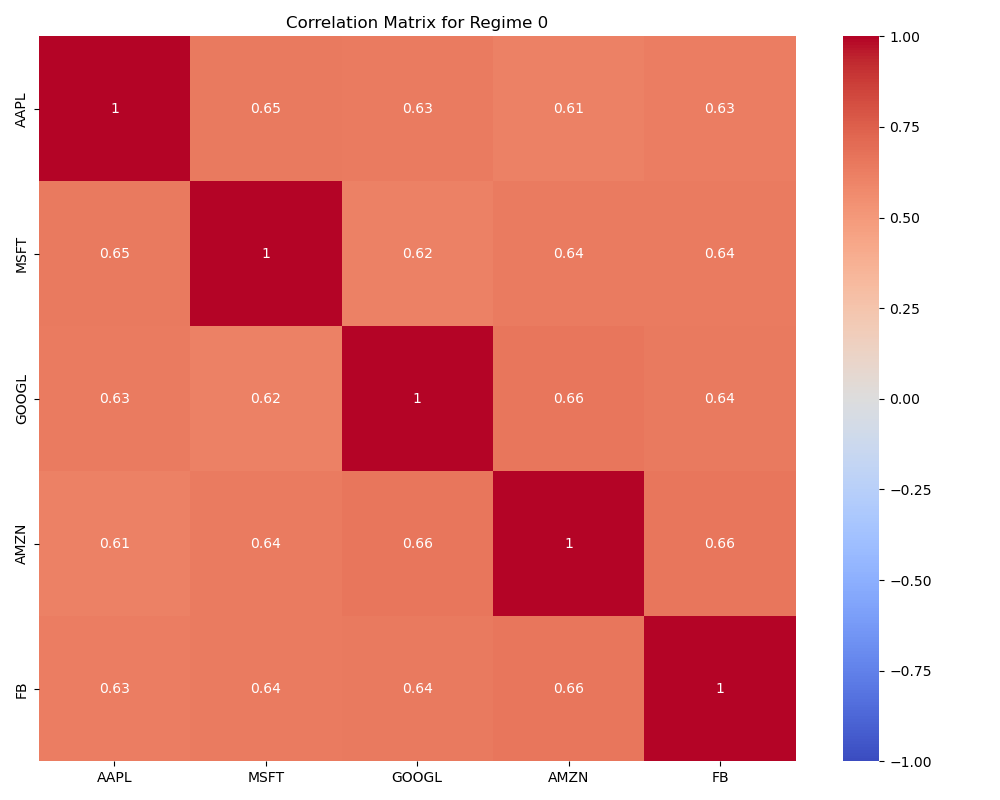 Correlation Matrix for Regime 0
AAPL 1 0.65 0.63 0.61 0.63
MSFT 0.65 1 0.62 0.64 0.64
GOOGL 0.63 0.62 1 0.66 0.64
AMZN 0.61 0.64 0.66 1 0.66
FB 0.63 0.64 0.64 0.66 1
AAPL MSFT GOOGL AMZN FB
1.00
0.75
0.50
0.25
0.00
−0.25
−0.50
−0.75
−1.00